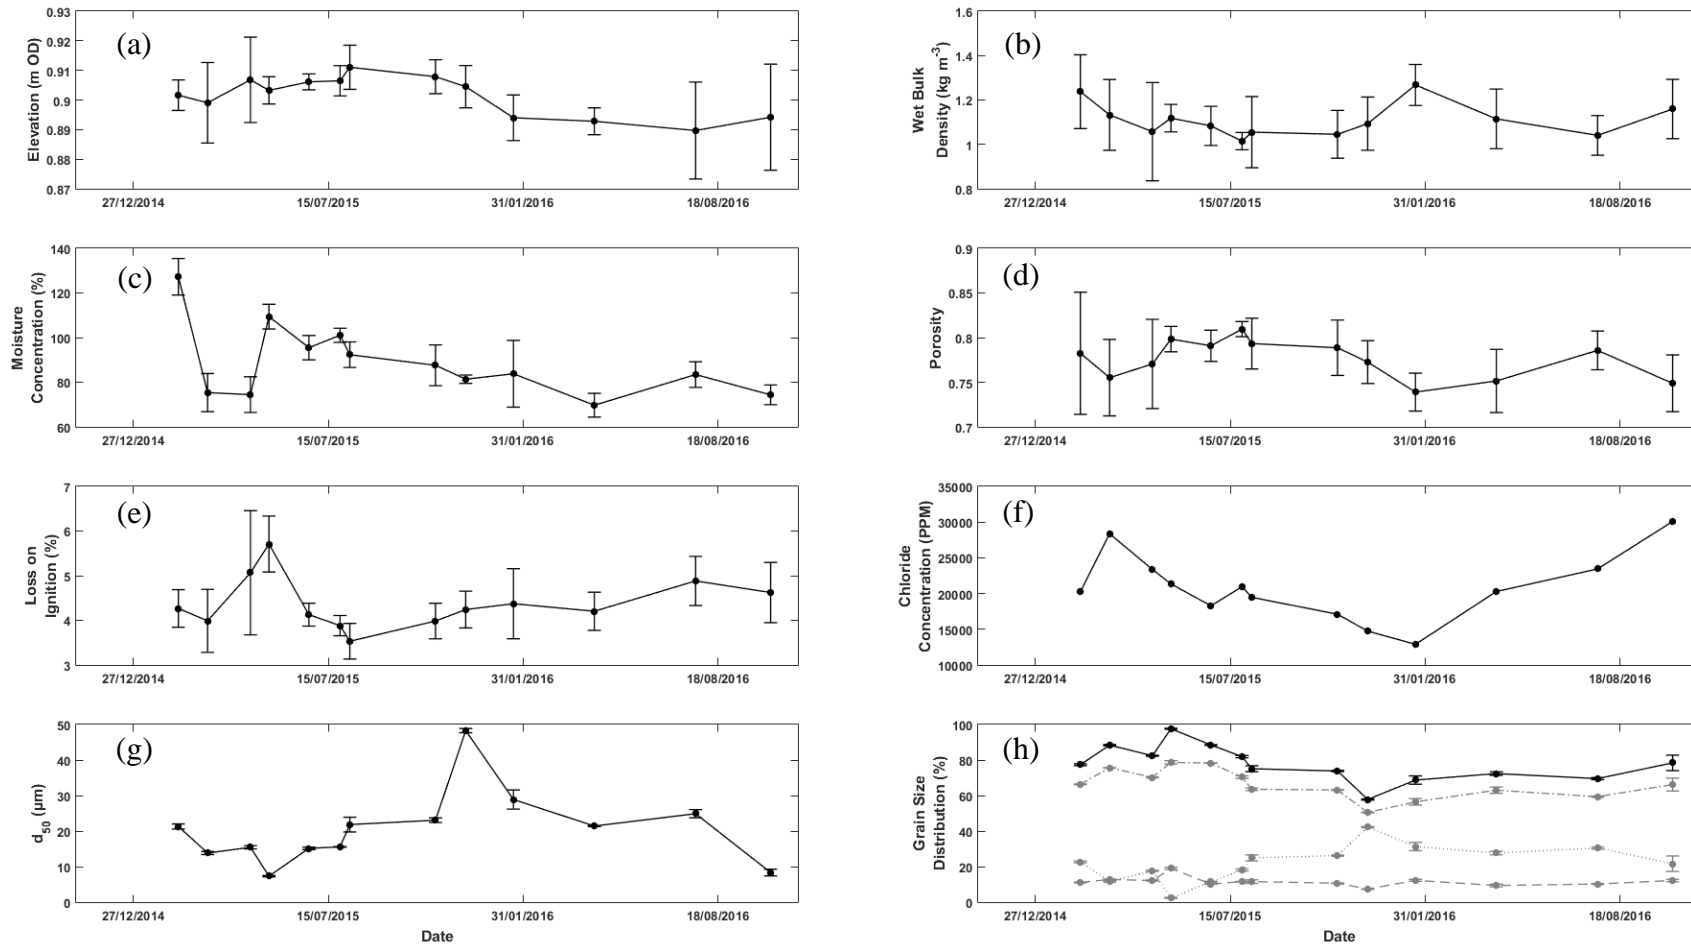 (a)
Elevation (m OD)
0.93
0.92
0.91
0.9
0.89
0.88
0.87
27/12/2014 15/07/2015 31/01/2016 18/08/2016
(b)
Wet Bulk
Density (kg m⁻³)
1.6
1.4
1.2
1
0.8
27/12/2014 15/07/2015 31/01/2016 18/08/2016
(c)
Moisture
Concentration (%)
140
120
100
80
60
27/12/2014 15/07/2015 31/01/2016 18/08/2016
(d)
Porosity
0.9
0.85
0.8
0.75
0.7
27/12/2014 15/07/2015 31/01/2016 18/08/2016
(e)
Loss on
Ignition (%)
7
6
5
4
3
27/12/2014 15/07/2015 31/01/2016 18/08/2016
(f)
Chloride
Concentration (PPM)
35000
30000
25000
20000
15000
10000
27/12/2014 15/07/2015 31/01/2016 18/08/2016
(g)
d₅₀ (µm)
50
40
30
20
10
0
27/12/2014 15/07/2015 31/01/2016 18/08/2016
Date
(h)
Grain Size
Distribution (%)
100
80
60
40
20
0
27/12/2014 15/07/2015 31/01/2016 18/08/2016
Date